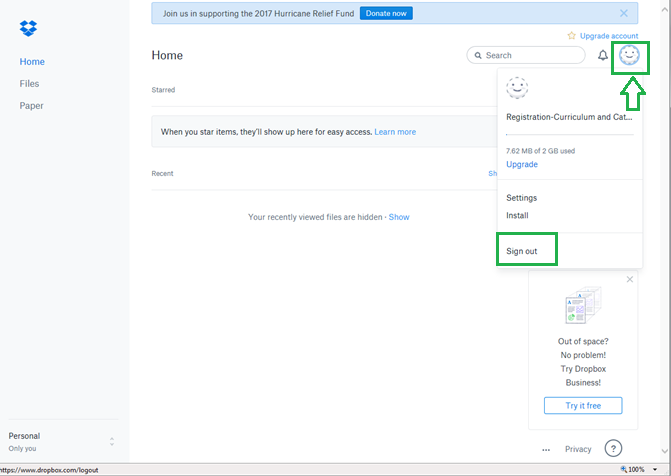 Join us in supporting the 2017 Hurricane Relief Fund Donate now
Upgrade account
Home
Files
Paper
Home
Search
Starred
When you star items, they'll show up here for easy access. Learn more
Recent
Sh
Your recently viewed files are hidden · Show
Registration-Curriculum and Cat...
7.62 MB of 2 GB used
Upgrade
Settings
Install
Sign out
Out of space?
No problem!
Try Dropbox
Business!
Try it free
Personal
Only you
... Privacy ?
https://www.dropbox.com/logout
100%